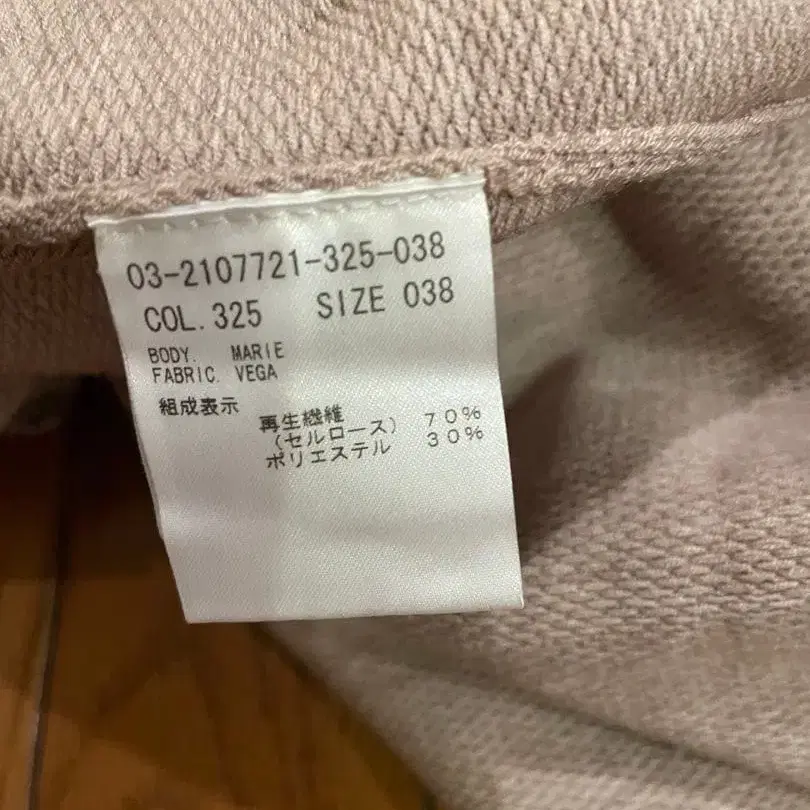 03-2107721-325-038
COL.325 SIZE 038
BODY. MARIE
FABRIC. VEGA
組成表示
再生繊維 70%
(セルロース)
ポリエステル 30%